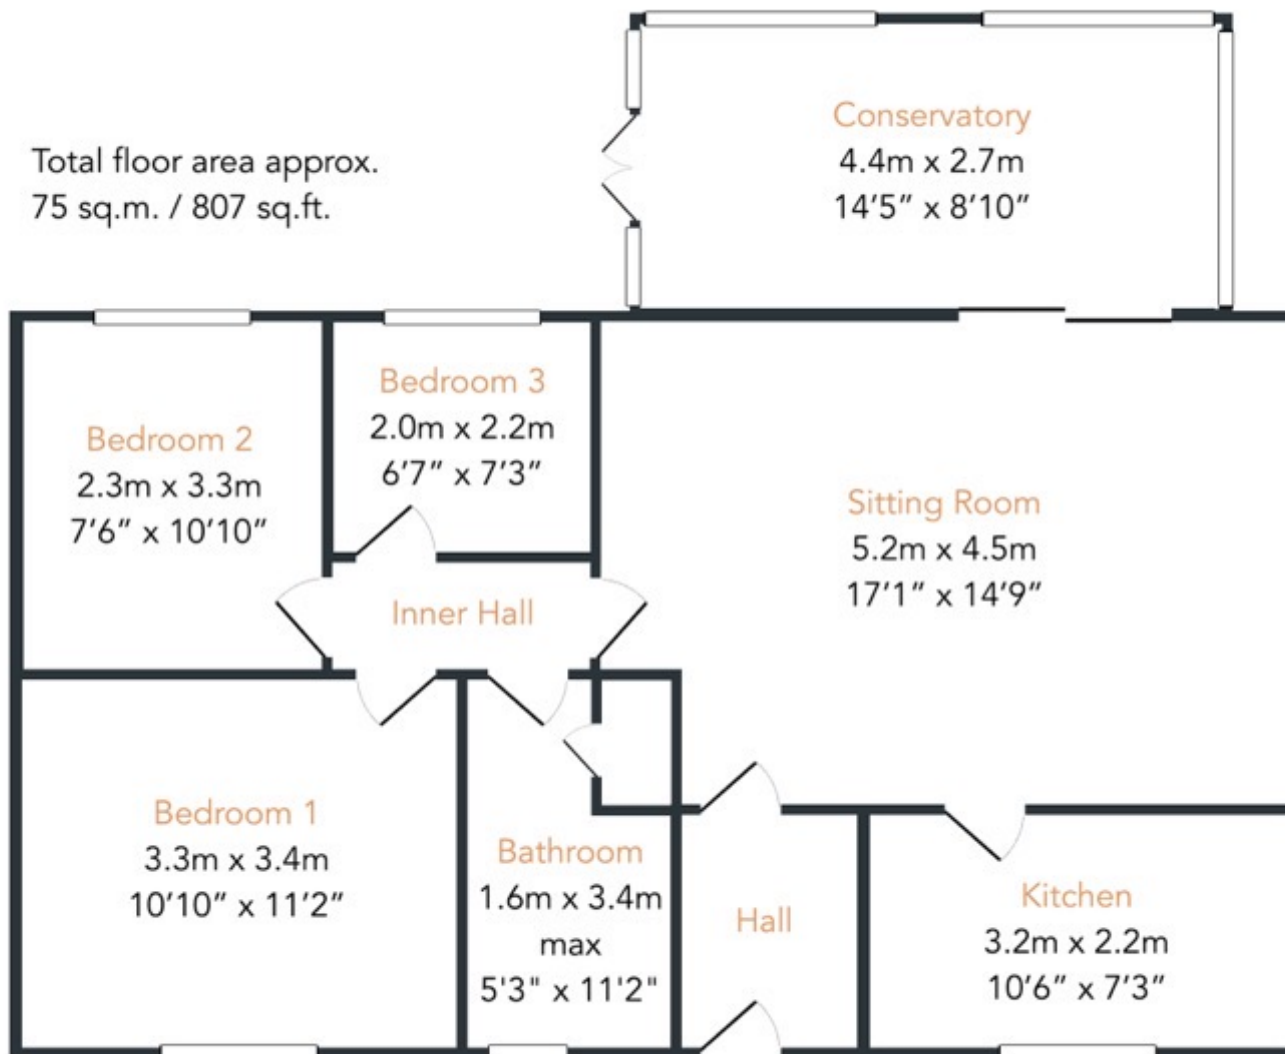 Total floor area approx.
75 sq.m. / 807 sq.ft.
Conservatory
4.4m x 2.7m
14’5” x 8’10”
Bedroom 2
2.3m x 3.3m
7’6” x 10’10”
Bedroom 3
2.0m x 2.2m
6’7” x 7’3”
Sitting Room
5.2m x 4.5m
17’1” x 14’9”
Inner Hall
Bedroom 1
3.3m x 3.4m
10’10” x 11’2”
Bathroom
1.6m x 3.4m
max
5'3" x 11'2"
Hall
Kitchen
3.2m x 2.2m
10’6” x 7’3”